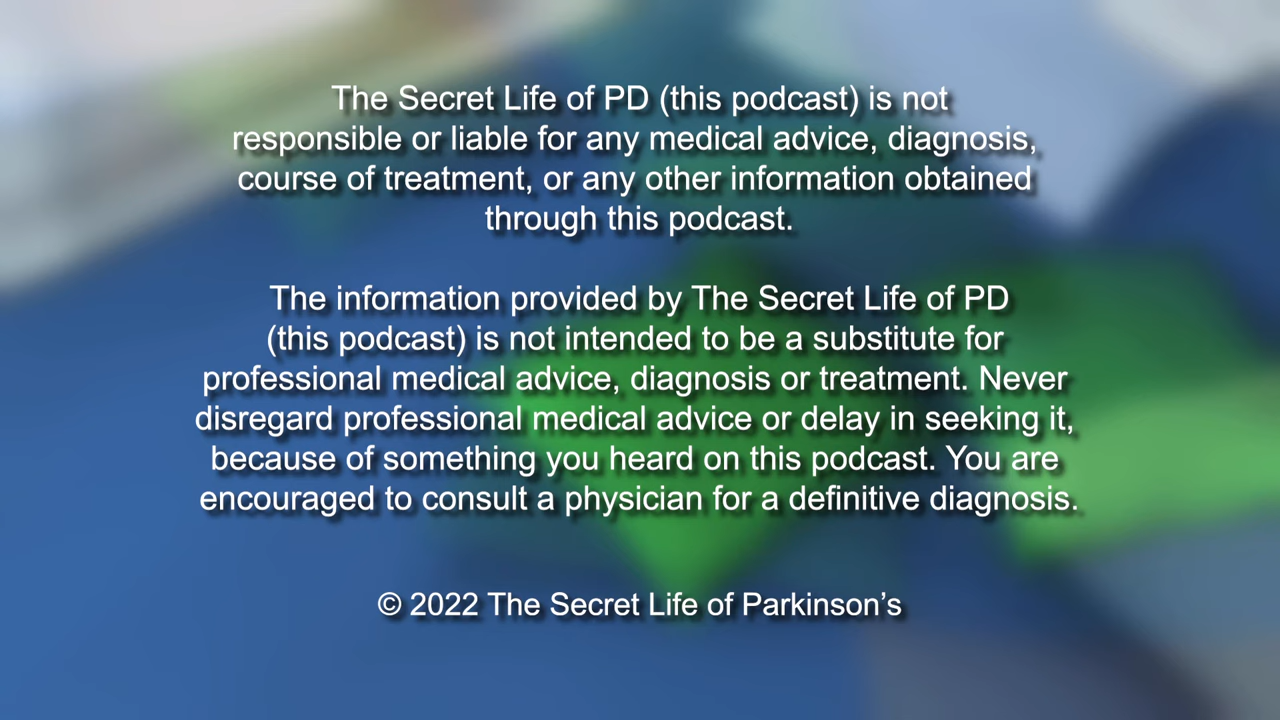 The Secret Life of PD (this podcast) is not
responsible or liable for any medical advice, diagnosis,
course of treatment, or any other information obtained
through this podcast.
The information provided by The Secret Life of PD
(this podcast) is not intended to be a substitute for
professional medical advice, diagnosis or treatment. Never
disregard professional medical advice or delay in seeking it,
because of something you heard on this podcast. You are
encouraged to consult a physician for a definitive diagnosis.
© 2022 The Secret Life of Parkinson’s